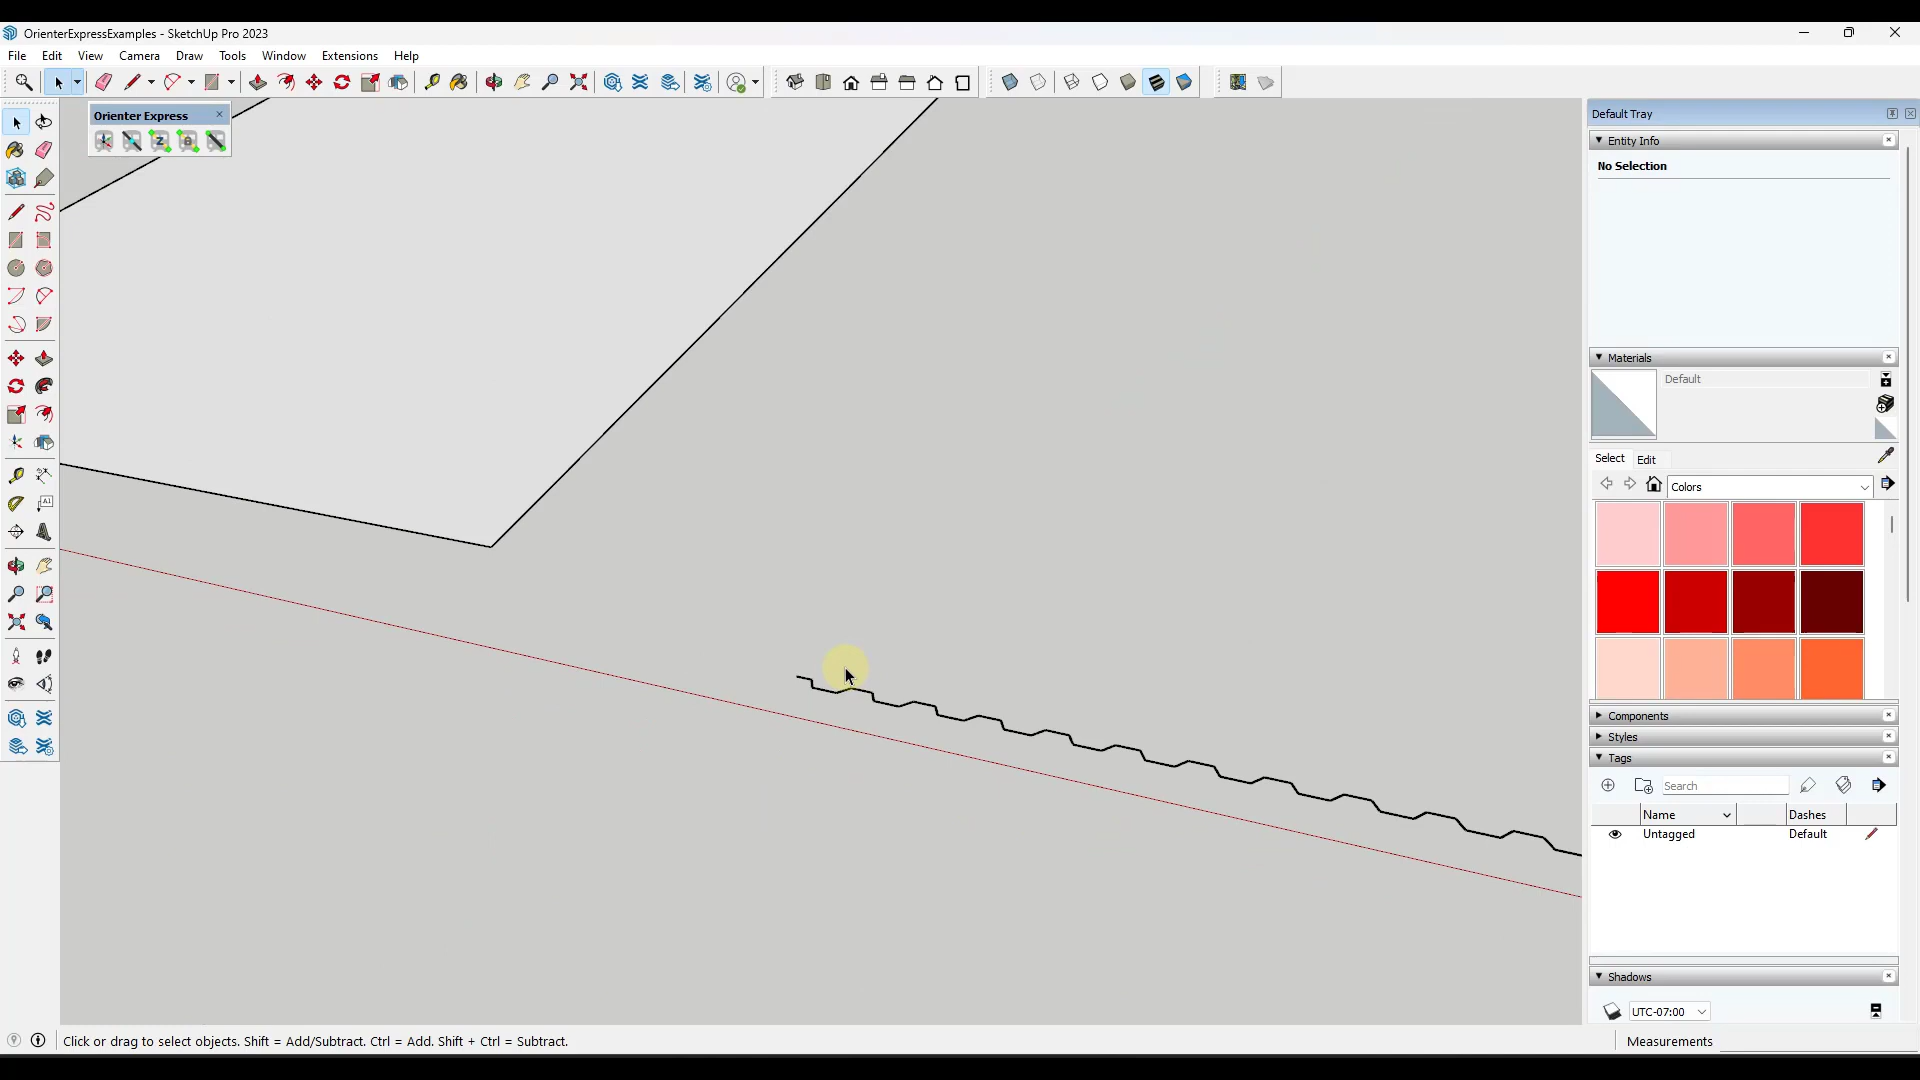 OrienterExpressExamples - SketchUp Pro 2023
File Edit View Camera Draw Tools Window Extensions Help
Orienter Express
Z
A1
Default Tray
Entity Info
No Selection
Materials
Default
Select Edit
Colors
Components
Styles
Tags
Search
Name Dashes
Untagged Default
Shadows
UTC-07:00
Click or drag to select objects. Shift = Add/Subtract. Ctrl = Add. Shift + Ctrl = Subtract.
Measurements